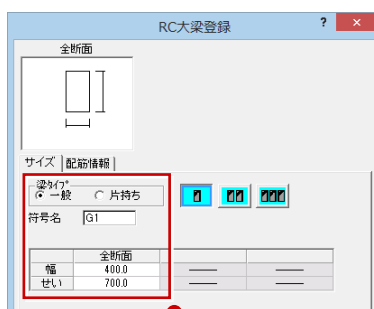 RC大梁登録 ? ×
全断面
サイズ 配筋情報
梁ﾀｲﾌﾟ
一般 片持ち
符号名 G1
全断面
幅 400.0
せい 700.0